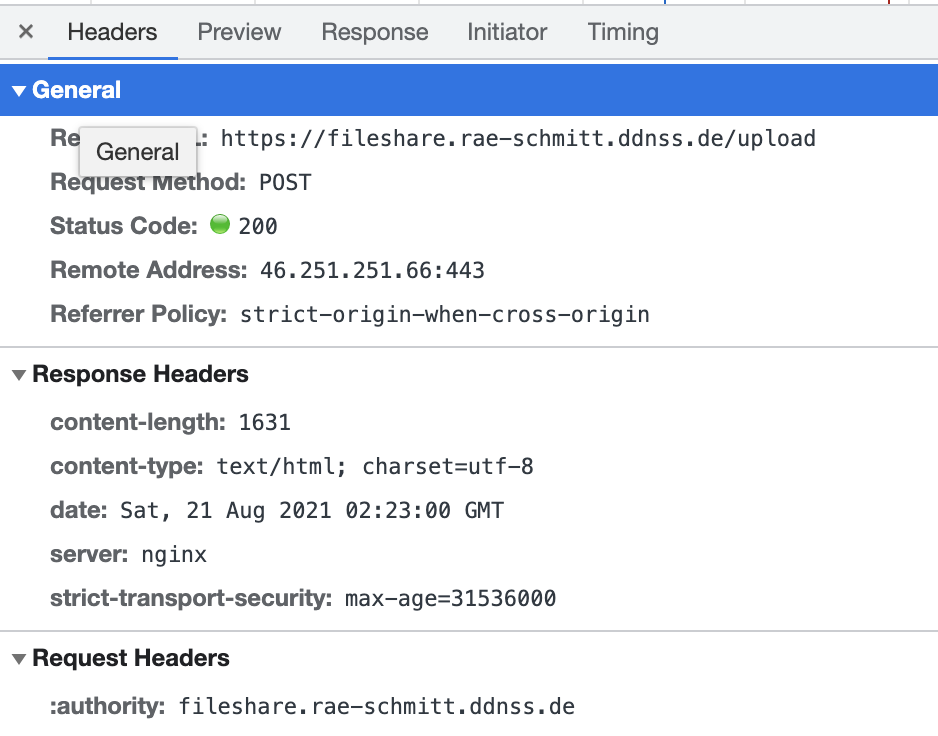 × Headers Preview Response Initiator Timing
▼ General
https://fileshare.rae-schmitt.ddnss.de/upload
General
Request Method: POST
Status Code: 200
Remote Address: 46.251.251.66:443
Referrer Policy: strict-origin-when-cross-origin
▼ Response Headers
content-length: 1631
content-type: text/html; charset=utf-8
date: Sat, 21 Aug 2021 02:23:00 GMT
server: nginx
strict-transport-security: max-age=31536000
▼ Request Headers
:authority: fileshare.rae-schmitt.ddnss.de